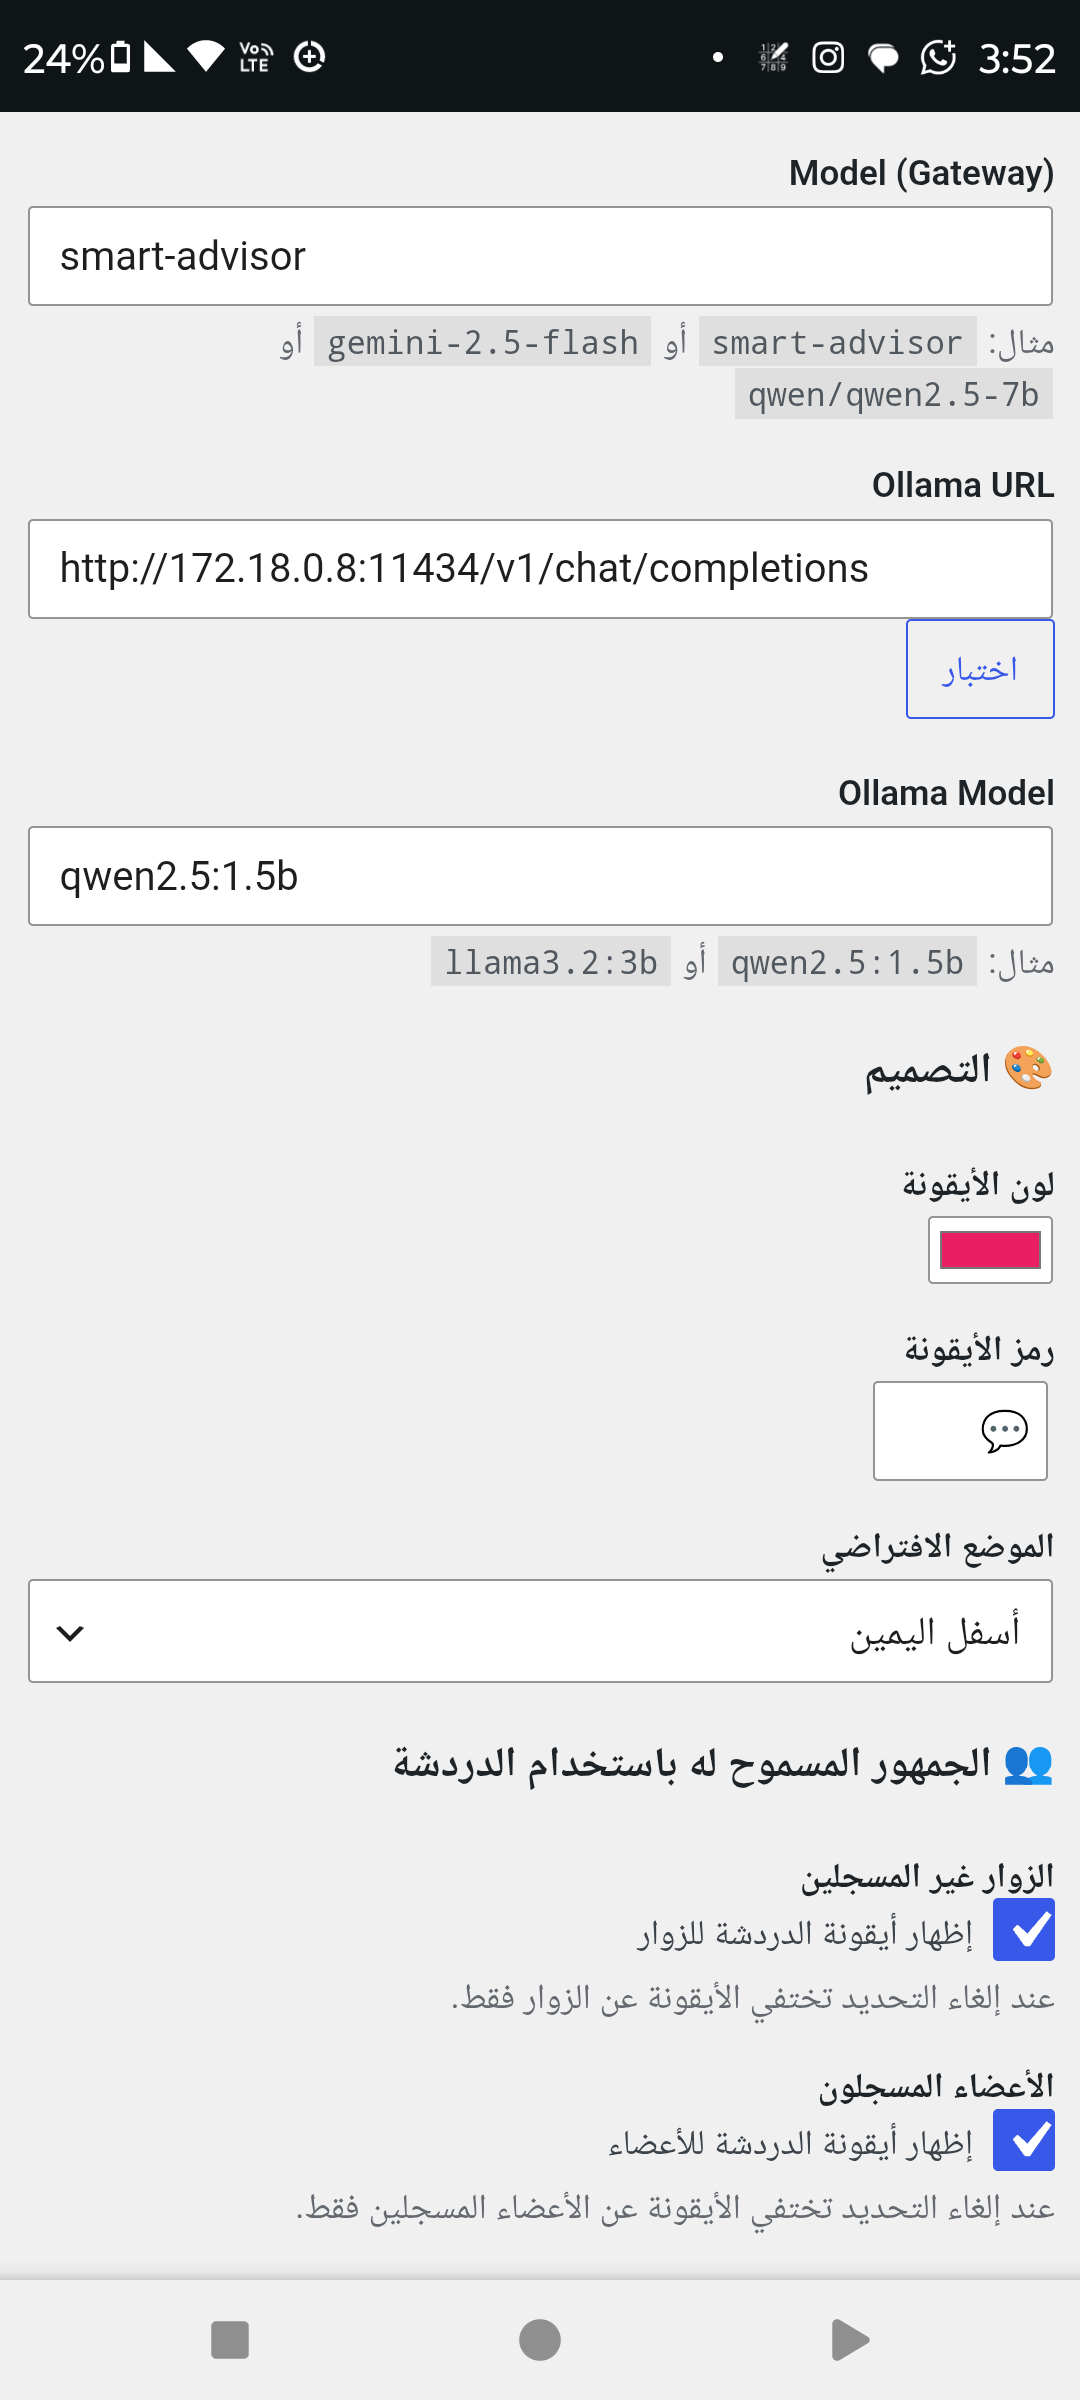 24% VoLTE 3:52
Model (Gateway)
smart-advisor
مثال: smart-advisor أو gemini-2.5-flash أو
qwen/qwen2.5-7b
Ollama URL
http://172.18.0.8:11434/v1/chat/completions
اختبار
Ollama Model
qwen2.5:1.5b
مثال: qwen2.5:1.5b أو llama3.2:3b
🎨 التصميم
لون الأيقونة
رمز الأيقونة
💬
الموضع الافتراضي
أسفل اليمين
👥 الجمهور المسموح له باستخدام الدردشة
الزوار غير المسجلين
إظهار أيقونة الدردشة للزوار
عند إلغاء التحديد تختفي الأيقونة عن الزوار فقط.
الأعضاء المسجلون
إظهار أيقونة الدردشة للأعضاء
عند إلغاء التحديد تختفي الأيقونة عن الأعضاء المسجلين فقط.